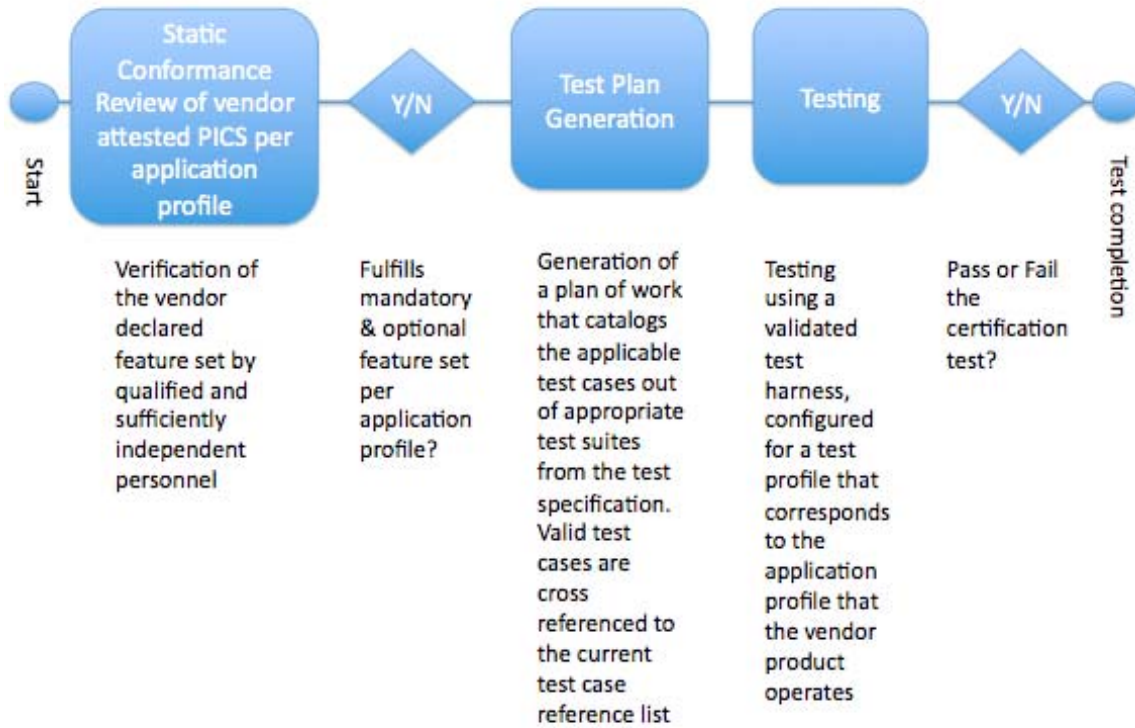 Start
Static
Conformance
Review of vendor
attested PICS per
application
profile
Y/N
Test Plan
Generation
Testing
Y/N
Test completion
Verification of
the vendor
declared
feature set by
qualified and
sufficiently
independent
personnel
Fulfills
mandatory
& optional
feature set
per
application
profile?
Generation of
a plan of work
that catalogs
the applicable
test cases out
of appropriate
test suites
from the test
specification.
Valid test
cases are
cross
referenced to
the current
test case
reference list
Testing
using a
validated
test
harness,
configured
for a test
profile that
corresponds
to the
application
profile that
the vendor
product
operates
Pass or Fail
the
certification
test?